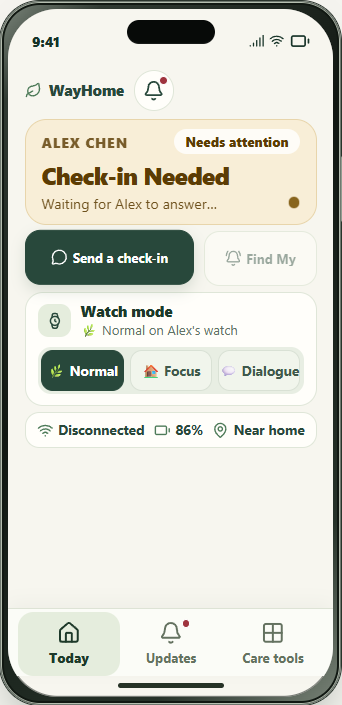 9:41
WayHome
ALEX CHEN
Needs attention
Check-in Needed
Waiting for Alex to answer...
Send a check-in
Find My
Watch mode
🌿 Normal on Alex's watch
🌿 Normal
🏠 Focus
💬 Dialogue
Disconnected
86%
Near home
Today
Updates
Care tools